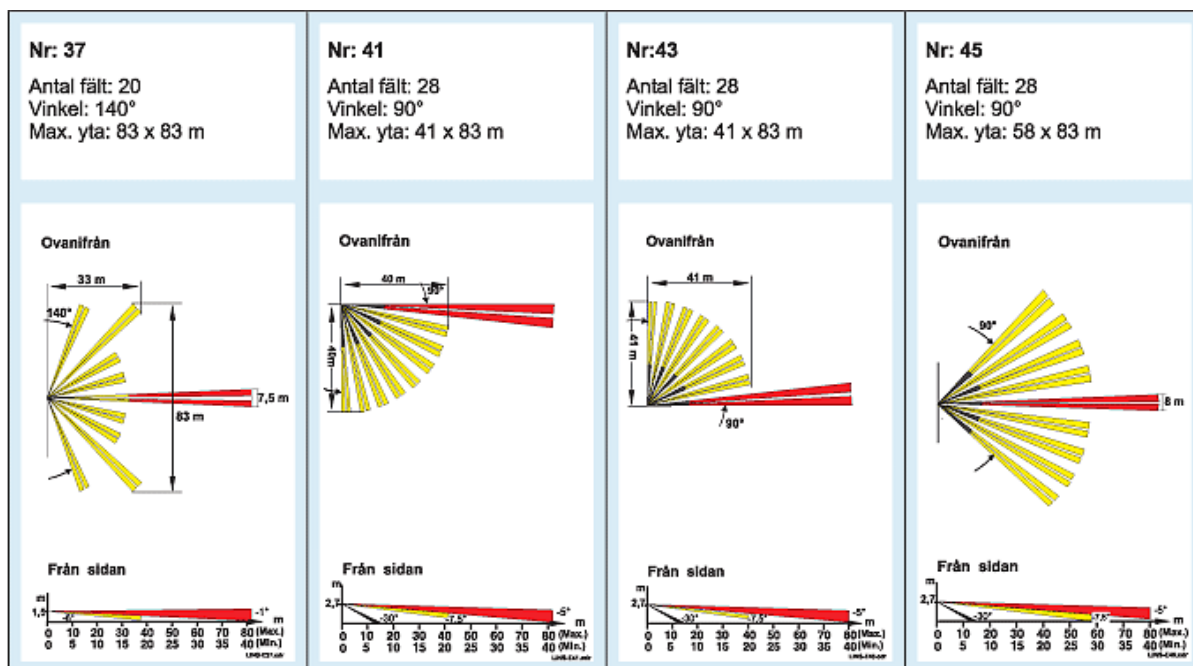 Nr: 37
Antal fält: 20
Vinkel: 140°
Max. yta: 83 x 83 m
Ovanifrån
33 m
140°
7,5 m
83 m
Från sidan
m
1,5
-6°
-1°
m
0 5 10 15 20 25 50 60 70 80 (Max.)
0 5 10 15 20 25 25 30 35 40 (Min.)
Nr: 41
Antal fält: 28
Vinkel: 90°
Max. yta: 41 x 83 m
Ovanifrån
40 m
90°
40m
Från sidan
m
2,7
-30°
-7,5°
-5°
m
0 10 20 30 40 50 60 70 80 (Max.)
0 5 10 15 20 25 30 35 40 (Min.)
Nr:43
Antal fält: 28
Vinkel: 90°
Max. yta: 41 x 83 m
Ovanifrån
41 m
41 m
90°
Från sidan
m
2,7
-30°
-7,5°
-5°
m
0 10 20 30 40 50 60 70 80 (Max.)
0 5 10 15 20 25 30 35 40 (Min.)
Nr: 45
Antal fält: 28
Vinkel: 90°
Max. yta: 58 x 83 m
Ovanifrån
90°
8 m
Från sidan
m
2,7
-30°
-7,5°
-5°
m
0 10 20 30 40 50 60 70 80 (Max.)
0 5 10 15 20 25 30 35 40 (Min.)